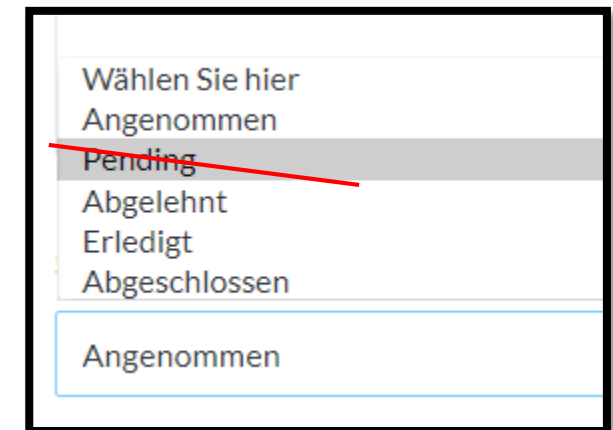 Wählen Sie hier
Angenommen
Pending
Abgelehnt
Erledigt
Abgeschlossen
Angenommen